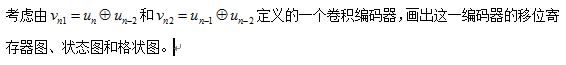 考虑由 $v_{n1}=u_n\oplus u_{n-2}$ 和 $v_{n2}=u_{n-1}\oplus u_{n-2}$ 定义的一个卷积编码器，画出这一编码器的移位寄
存器图、状态图和格状图。